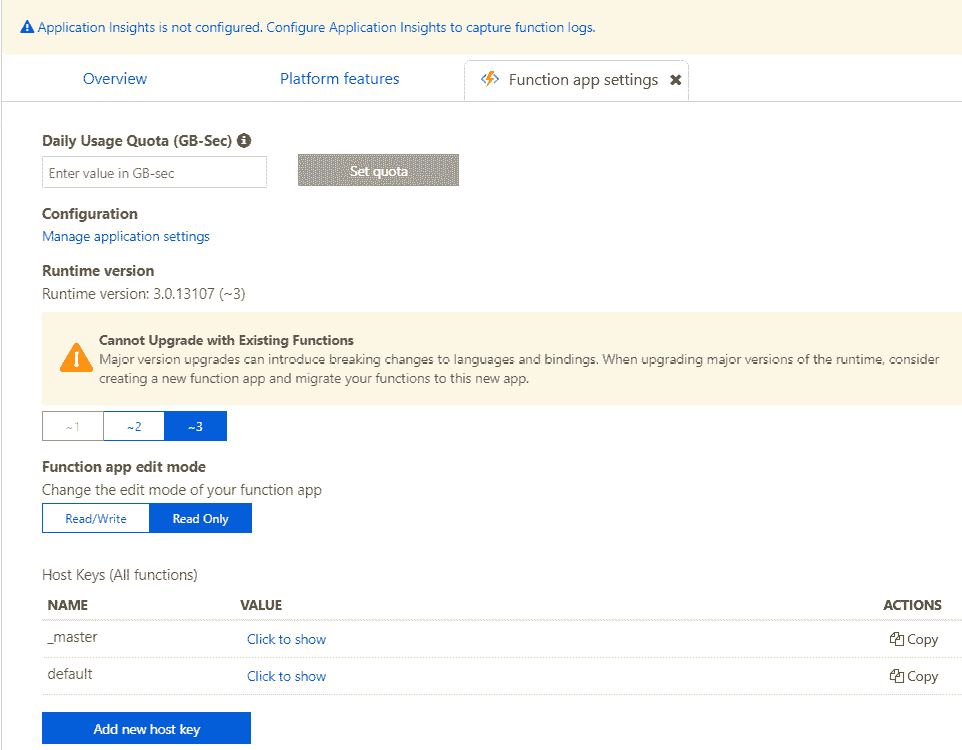 Application Insights is not configured. Configure Application Insights to capture function logs.
Overview Platform features Function app settings
Daily Usage Quota (GB-Sec)
Enter value in GB-sec Set quota
Configuration
Manage application settings
Runtime version
Runtime version: 3.0.13107 (~3)
Cannot Upgrade with Existing Functions
Major version upgrades can introduce breaking changes to languages and bindings. When upgrading major versions of the runtime, consider
creating a new function app and migrate your functions to this new app.
~1 ~2 ~3
Function app edit mode
Change the edit mode of your function app
Read/Write Read Only
Host Keys (All functions)
NAME VALUE ACTIONS
_master Click to show Copy
default Click to show Copy
Add new host key